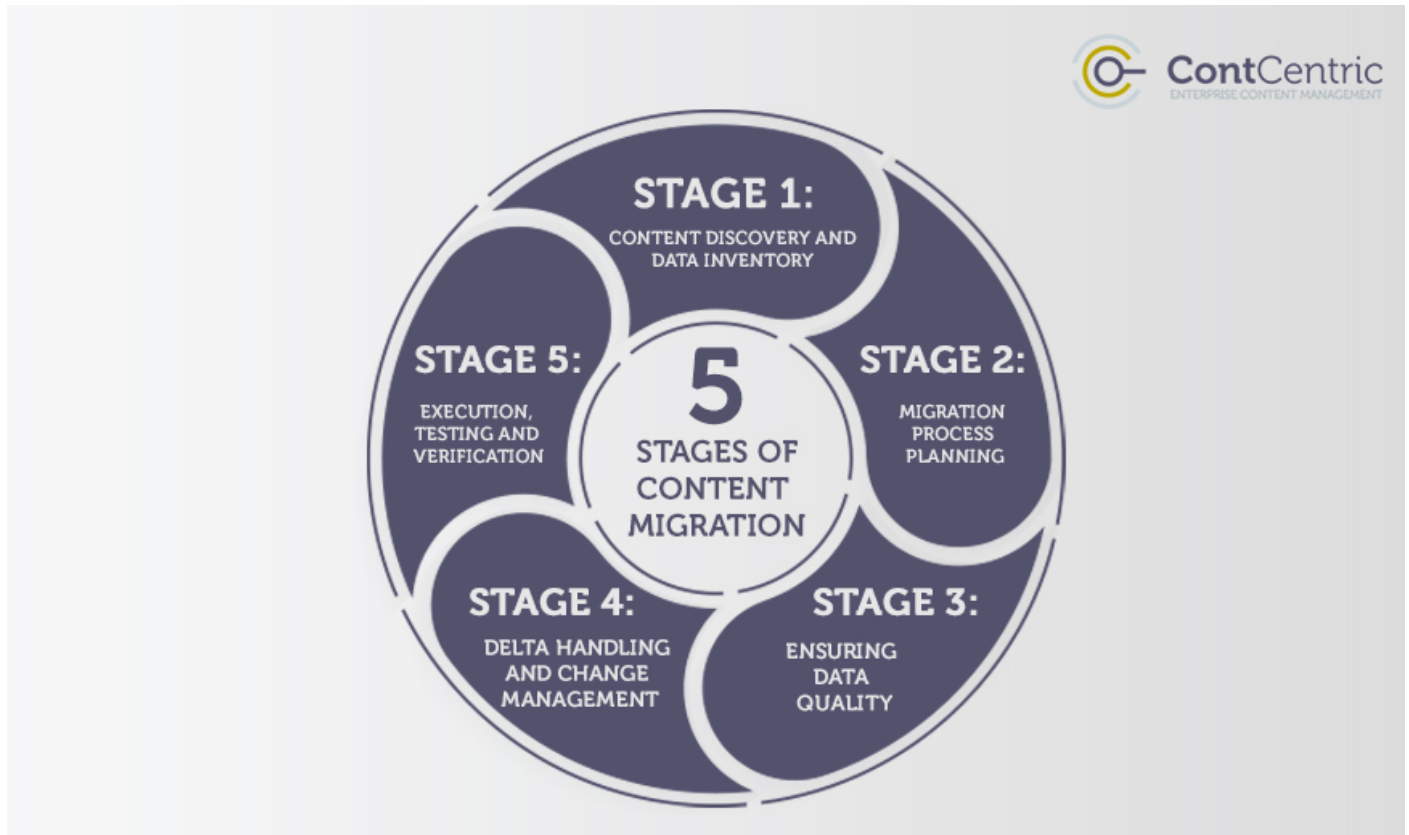 ContCentric
ENTERPRISE CONTENT MANAGEMENT
STAGE 1:
CONTENT DISCOVERY AND
DATA INVENTORY
STAGE 2:
MIGRATION
PROCESS
PLANNING
STAGE 3:
ENSURING
DATA
QUALITY
STAGE 4:
DELTA HANDLING
AND CHANGE
MANAGEMENT
STAGE 5:
EXECUTION,
TESTING AND
VERIFICATION
5
STAGES OF
CONTENT
MIGRATION